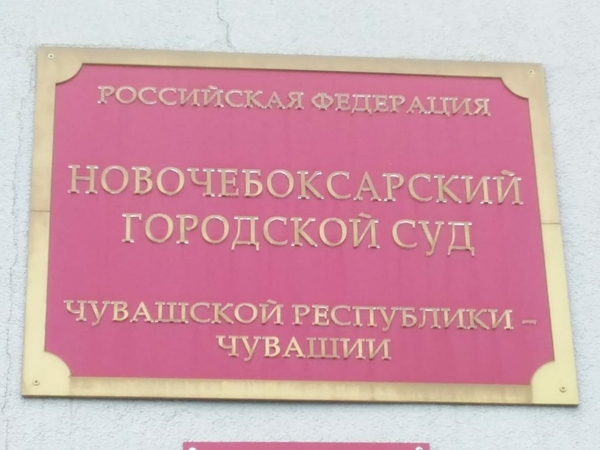 РОССИЙСКАЯ ФЕДЕРАЦИЯ
НОВОЧЕБОКСАРСКИЙ
ГОРОДСКОЙ СУД
ЧУВАШСКОЙ РЕСПУБЛИКИ –
ЧУВАШИИ